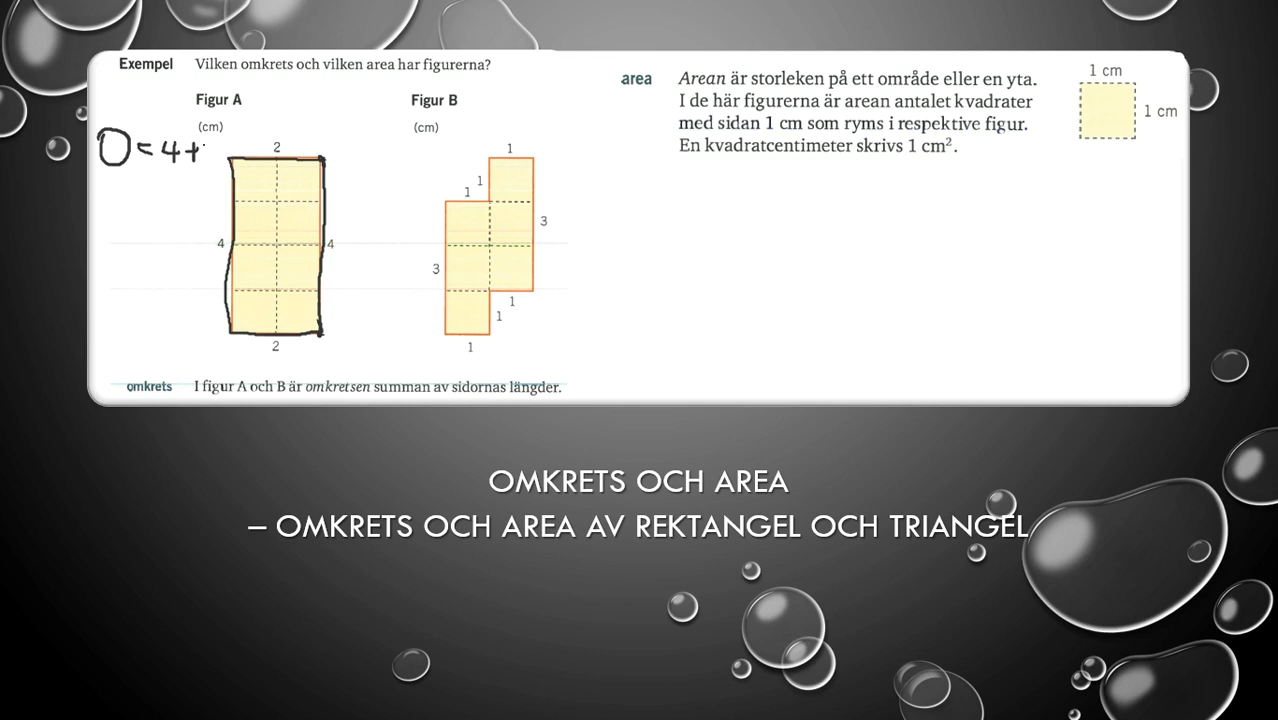 Exempel Vilken omkrets och vilken area har figurerna?
Figur A
(cm)
O = 4 +
2
4
4
2
Figur B
(cm)
1
1
1
3
3
1
1
1
omkrets I figur A och B är omkretsen summan av sidornas längder.
area Arean är storleken på ett område eller en yta.
I de här figurerna är arean antalet kvadrater
med sidan 1 cm som ryms i respektive figur.
En kvadratcentimeter skrivs 1 cm².
1 cm
1 cm
OMKRETS OCH AREA
– OMKRETS OCH AREA AV REKTANGEL OCH TRIANGEL